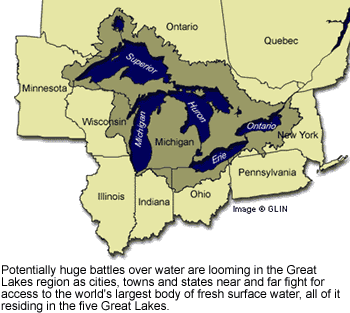 Ontario
Quebec
Superior
Minnesota
Wisconsin
Michigan
Huron
Michigan
Ontario
New York
Erie
Pennsylvania
Illinois
Indiana
Ohio
Image © GLIN
Potentially huge battles over water are looming in the Great
Lakes region as cities, towns and states near and far fight for
access to the world's largest body of fresh surface water, all of it
residing in the five Great Lakes.